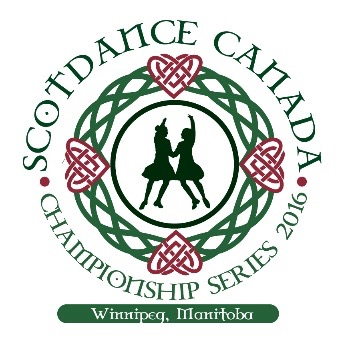 SCOTDANCE CANADA
CHAMPIONSHIP SERIES 2016
Winnipeg, Manitoba